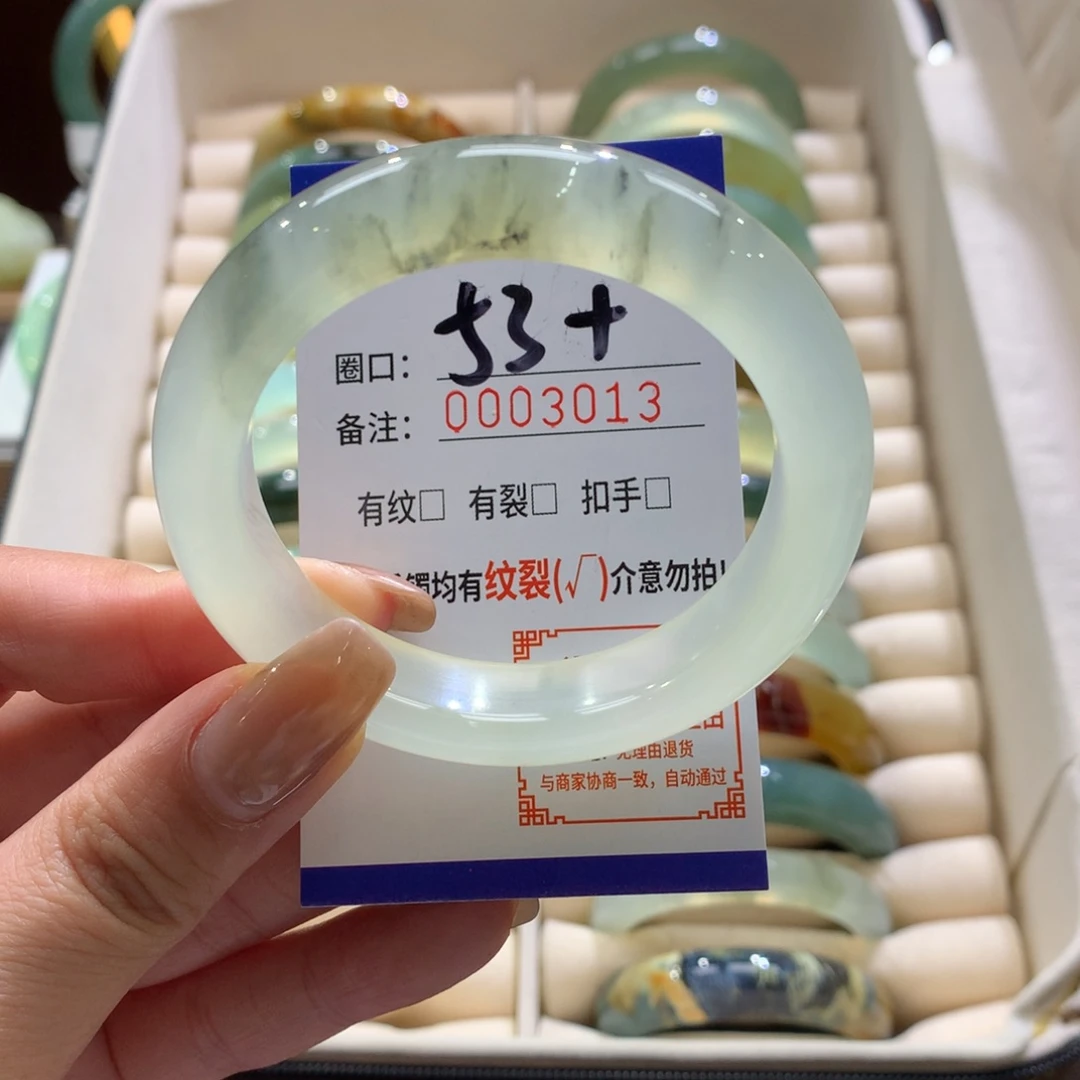 圈口： 53+
备注： 0003013
有纹□ 有裂□ 扣手□
镯均有纹裂(√)介意勿拍!
无理由退货
与商家协商一致，自动通过